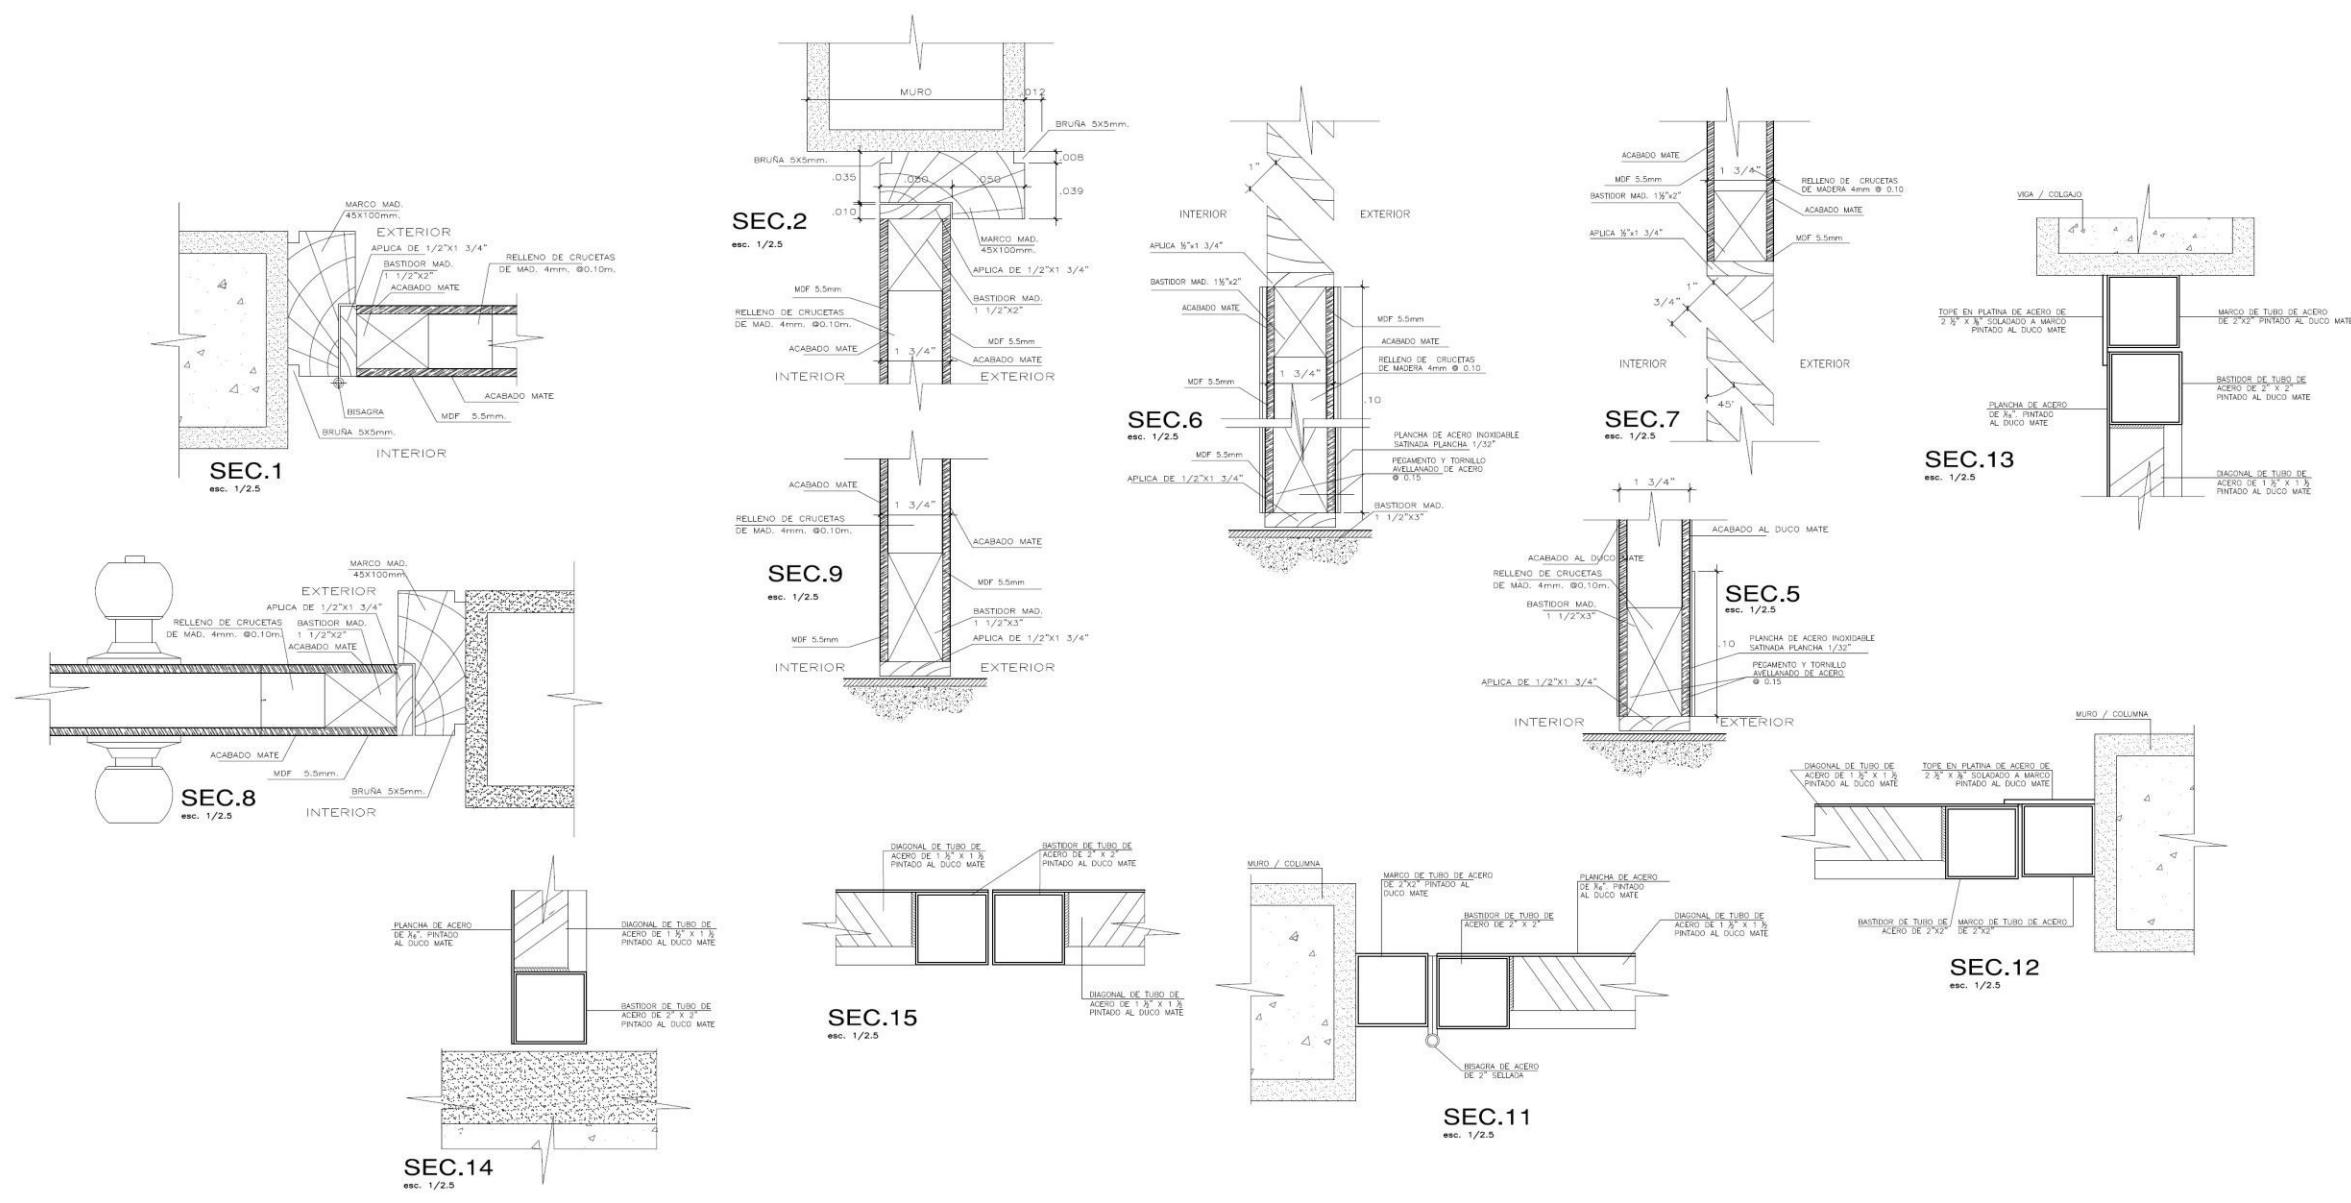 MARCO MAD.
45X100mm.
EXTERIOR
APLICA DE 1/2"X1 3/4"
BASTIDOR MAD.
1 1/2"X2"
ACABADO MATE
RELLENO DE CRUCETAS
DE MAD. 4mm. @0.10m.
ACABADO MATE
BISAGRA
MDF 5.5mm.
BRUÑA 5X5mm.
INTERIOR
SEC.1
esc. 1/2.5
MURO
.012
BRUÑA 5X5mm.
BRUÑA 5X5mm.
.008
.035
.050
.050
.039
.010
SEC.2
esc. 1/2.5
MARCO MAD.
45X100mm.
APLICA DE 1/2"X1 3/4"
MDF 5.5mm
BASTIDOR MAD.
1 1/2"X2"
RELLENO DE CRUCETAS
DE MAD. 4mm. @0.10m.
MDF 5.5mm
ACABADO MATE
1 3/4"
ACABADO MATE
INTERIOR
EXTERIOR
ACABADO MATE
1 3/4"
RELLENO DE CRUCETAS
DE MAD. 4mm. @0.10m.
ACABADO MATE
SEC.9
esc. 1/2.5
MDF 5.5mm
BASTIDOR MAD.
1 1/2"X3"
MDF 5.5mm
APLICA DE 1/2"X1 3/4"
INTERIOR
EXTERIOR
1"
INTERIOR
EXTERIOR
APLICA ½"x1 3/4"
BASTIDOR MAD. 1½"x2"
ACABADO MATE
MDF 5.5mm
ACABADO MATE
RELLENO DE CRUCETAS
DE MADERA 4mm @ 0.10
1 3/4"
MDF 5.5mm
.10
SEC.6
esc. 1/2.5
PLANCHA DE ACERO INOXIDABLE
SATINADA PLANCHA 1/32"
MDF 5.5mm
PEGAMENTO Y TORNILLO
AVELLANADO DE ACERO
@ 0.15
APLICA DE 1/2"X1 3/4"
BASTIDOR MAD.
1 1/2"X3"
ACABADO MATE
1 3/4"
MDF 5.5mm
RELLENO DE CRUCETAS
DE MADERA 4mm @ 0.10
BASTIDOR MAD. 1½"x2"
ACABADO MATE
APLICA ½"x1 3/4"
MDF 5.5mm
1"
3/4"
INTERIOR
EXTERIOR
45'
SEC.7
esc. 1/2.5
1 3/4"
ACABADO AL DUCO MATE
ACABADO AL DUCO MATE
RELLENO DE CRUCETAS
DE MAD. 4mm. @0.10m.
SEC.5
esc. 1/2.5
BASTIDOR MAD.
1 1/2"X3"
.10
PLANCHA DE ACERO INOXIDABLE
SATINADA PLANCHA 1/32"
PEGAMENTO Y TORNILLO
AVELLANADO DE ACERO
@ 0.15
APLICA DE 1/2"X1 3/4"
INTERIOR
EXTERIOR
VIGA / COLGAJO
TOPE EN PLATINA DE ACERO DE
SOLADADO A MARCO
PINTADO AL DUCO MATE
MARCO DE TUBO DE ACERO
DE 2"X2" PINTADO AL DUCO MATE
BASTIDOR DE TUBO DE
ACERO DE 2" X 2"
PINTADO AL DUCO MATE
PLANCHA DE ACERO
PINTADO
AL DUCO MATE
SEC.13
esc. 1/2.5
DIAGONAL DE TUBO DE
ACERO DE 1 ½" X 1 ½
PINTADO AL DUCO MATE
MARCO MAD.
45X100mm
EXTERIOR
APLICA DE 1/2"X1 3/4"
RELLENO DE CRUCETAS
DE MAD. 4mm. @0.10m.
BASTIDOR MAD.
1 1/2"X2"
ACABADO MATE
ACABADO MATE
MDF 5.5mm.
BRUÑA 5X5mm.
SEC.8
esc. 1/2.5
INTERIOR
PLANCHA DE ACERO
PINTADO
AL DUCO MATE
DIAGONAL DE TUBO DE
ACERO DE 1 ½" X 1 ½
PINTADO AL DUCO MATE
BASTIDOR DE TUBO DE
ACERO DE 2" X 2"
PINTADO AL DUCO MATE
SEC.14
esc. 1/2.5
DIAGONAL DE TUBO DE
ACERO DE 1 ½" X 1 ½
PINTADO AL DUCO MATE
BASTIDOR DE TUBO DE
ACERO DE 2" X 2"
PINTADO AL DUCO MATE
DIAGONAL DE TUBO DE
ACERO DE 1 ½" X 1 ½
PINTADO AL DUCO MATE
SEC.15
esc. 1/2.5
MURO / COLUMNA
MARCO DE TUBO DE ACERO
DE 2"X2" PINTADO AL
DUCO MATE
BASTIDOR DE TUBO DE
ACERO DE 2" X 2"
PLANCHA DE ACERO
PINTADO
AL DUCO MATE
DIAGONAL DE TUBO DE
ACERO DE 1 ½" X 1 ½
PINTADO AL DUCO MATE
BISAGRA DE ACERO
DE 2" SELLADA
SEC.11
esc. 1/2.5
MURO / COLUMNA
DIAGONAL DE TUBO DE
ACERO DE 1 ½" X 1 ½
PINTADO AL DUCO MATE
TOPE EN PLATINA DE ACERO DE
SOLADADO A MARCO
PINTADO AL DUCO MATE
BASTIDOR DE TUBO DE
ACERO DE 2"X2"
MARCO DE TUBO DE ACERO
DE 2"X2"
SEC.12
esc. 1/2.5